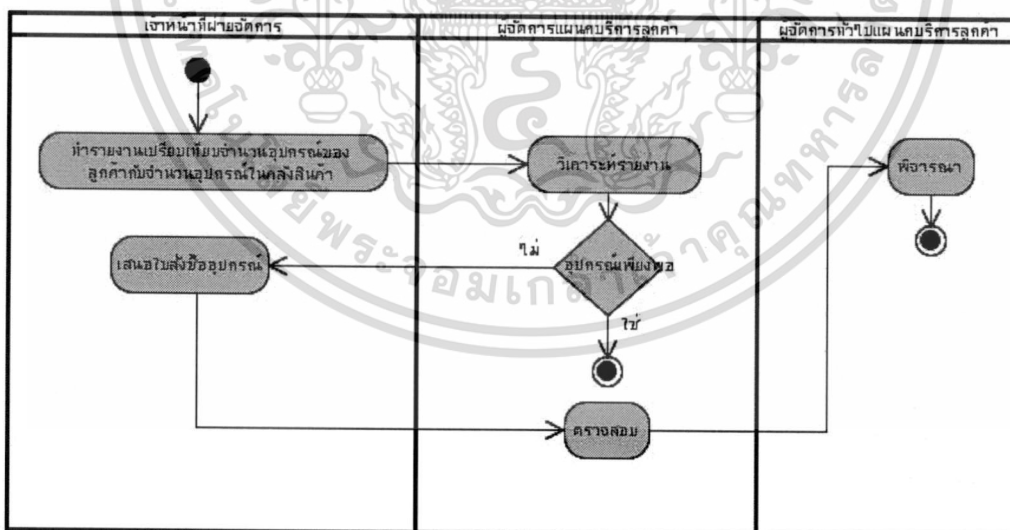 เจ้าหน้าที่ฝ่ายจัดการ
ผู้จัดการแผนกบริการลูกค้า
ผู้จัดการทั่วไปแผนกบริการลูกค้า
ทำรายงานเปรียบเทียบจำนวนอุปกรณ์ของ
ลูกค้ากับจำนวนอุปกรณ์ในคลังสินค้า
วิเคราะห์รายงาน
พิจารณา
ไม่
เสนอใบสั่งซื้ออุปกรณ์
อุปกรณ์เพียงพอ
ใช่
ตรวจสอบ